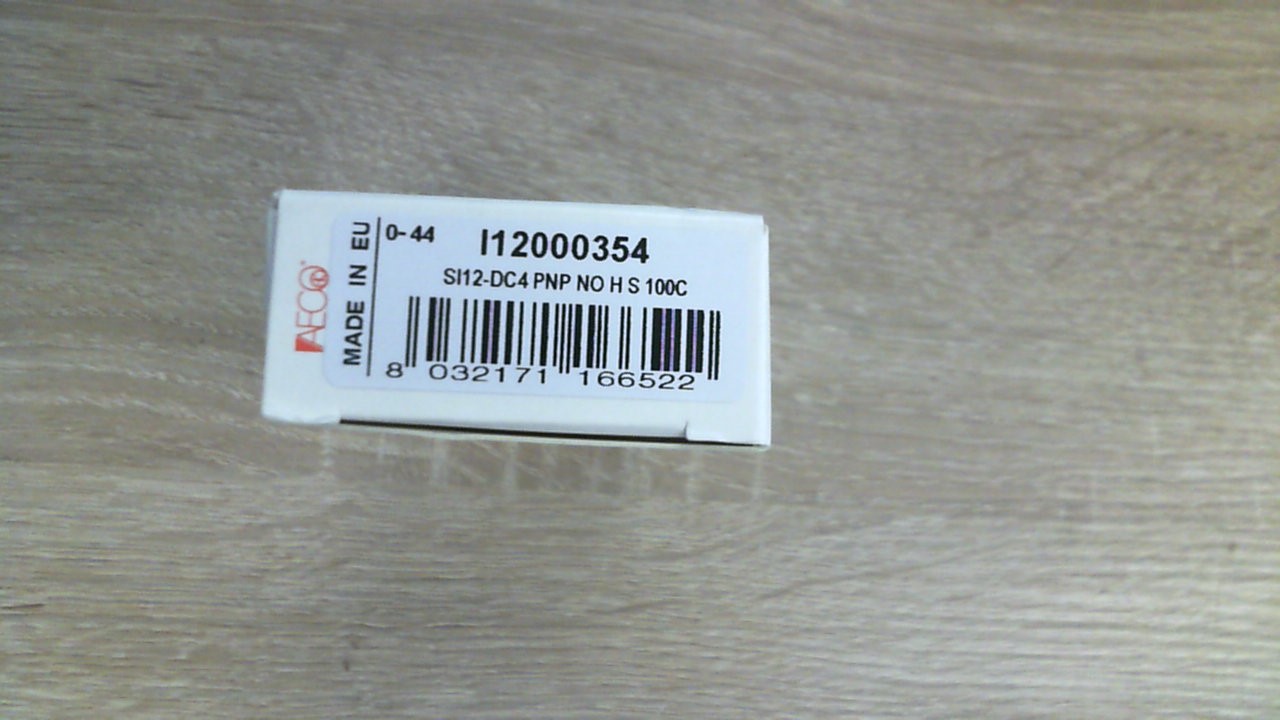 AECO
MADE IN EU
0-44
I12000354
SI12-DC4 PNP NO H S 100C
8 032171 166522